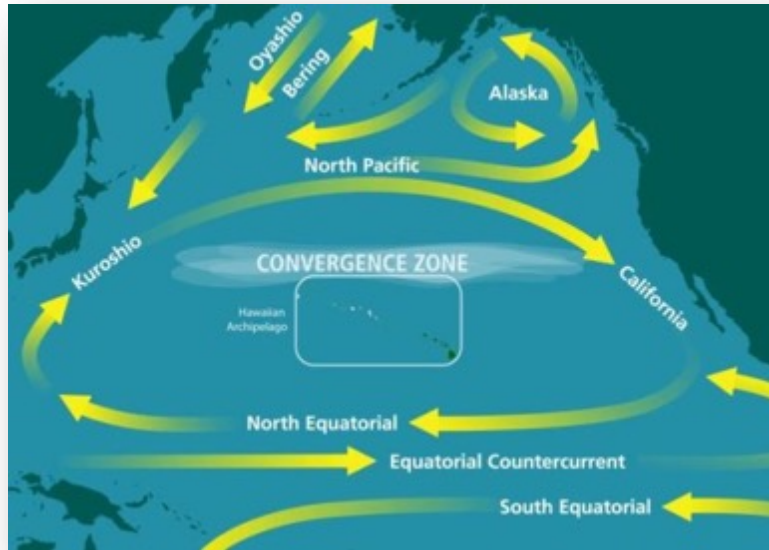 Oyashio
Bering
Alaska
North Pacific
Kuroshio
CONVERGENCE ZONE
California
Hawaiian
Archipelago
North Equatorial
Equatorial Countercurrent
South Equatorial